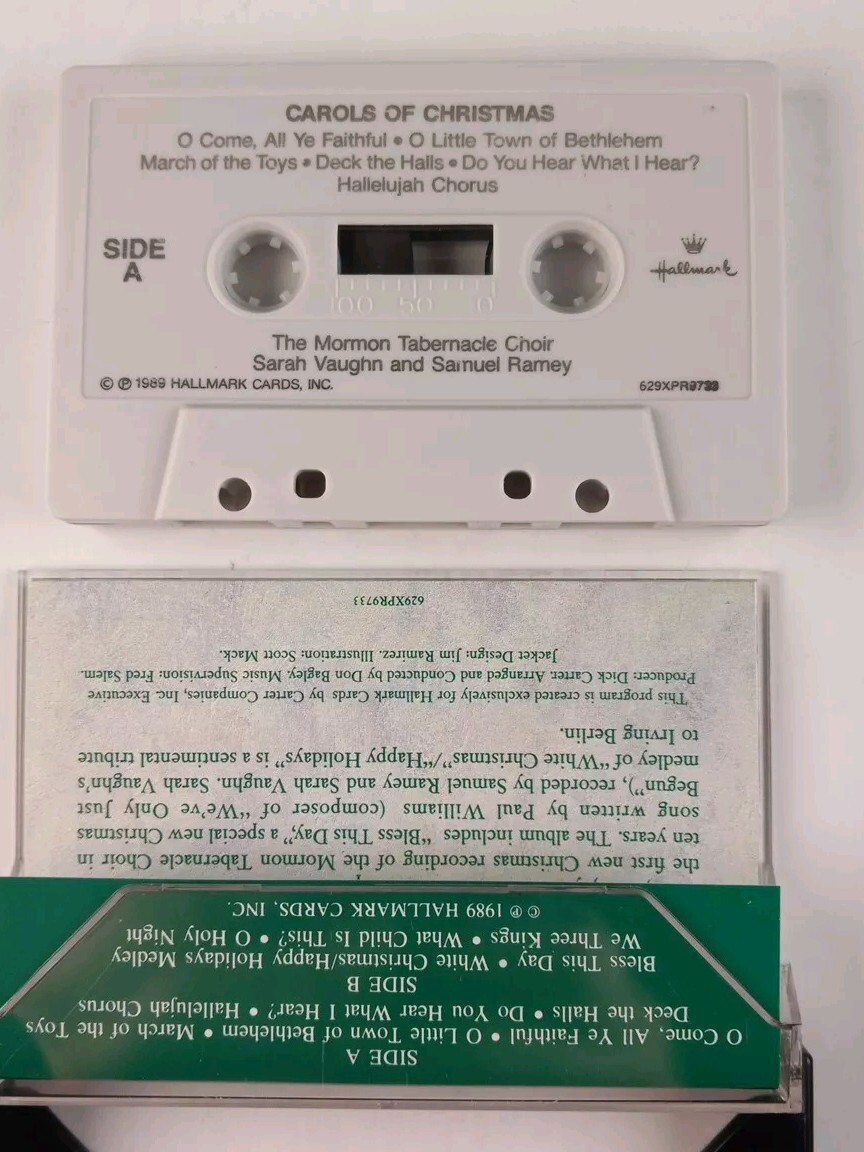 CAROLS OF CHRISTMAS
O Come, All Ye Faithful • O Little Town of Bethlehem
March of the Toys • Deck the Halls • Do You Hear What I Hear?
Hallelujah Chorus
SIDE
A
100 50 0
Hallmark
The Mormon Tabernacle Choir
Sarah Vaughn and Samuel Ramey
© ℗ 1989 HALLMARK CARDS, INC.
SIDE A
O Come, All Ye Faithful • O Little Town of Bethlehem • March of the Toys
Deck the Halls • Do You Hear What I Hear? • Hallelujah Chorus
SIDE B
Bless This Day • White Christmas/Happy Holidays Medley
We Three Kings • What Child Is This? • O Holy Night
© ℗ 1989 HALLMARK CARDS, INC.
the first new Christmas recording of the Mormon Tabernacle Choir in
ten years. The album includes “Bless This Day”, a special new Christmas
song written by Paul Williams (composer of “We’ve Only Just
Begun”), recorded by Samuel Ramey and Sarah Vaughn. Sarah Vaughn’s
medley of “White Christmas”/“Happy Holidays” is a sentimental tribute
to Irving Berlin.
This program is created exclusively for Hallmark Cards by Carter Companies, Inc. Executive
Producer: Dick Carter. Arranged and Conducted by Don Bagley. Music Supervision: Fred Salem.
Jacket Design: Jim Ramirez. Illustration: Scott Mack.
629XPR9733